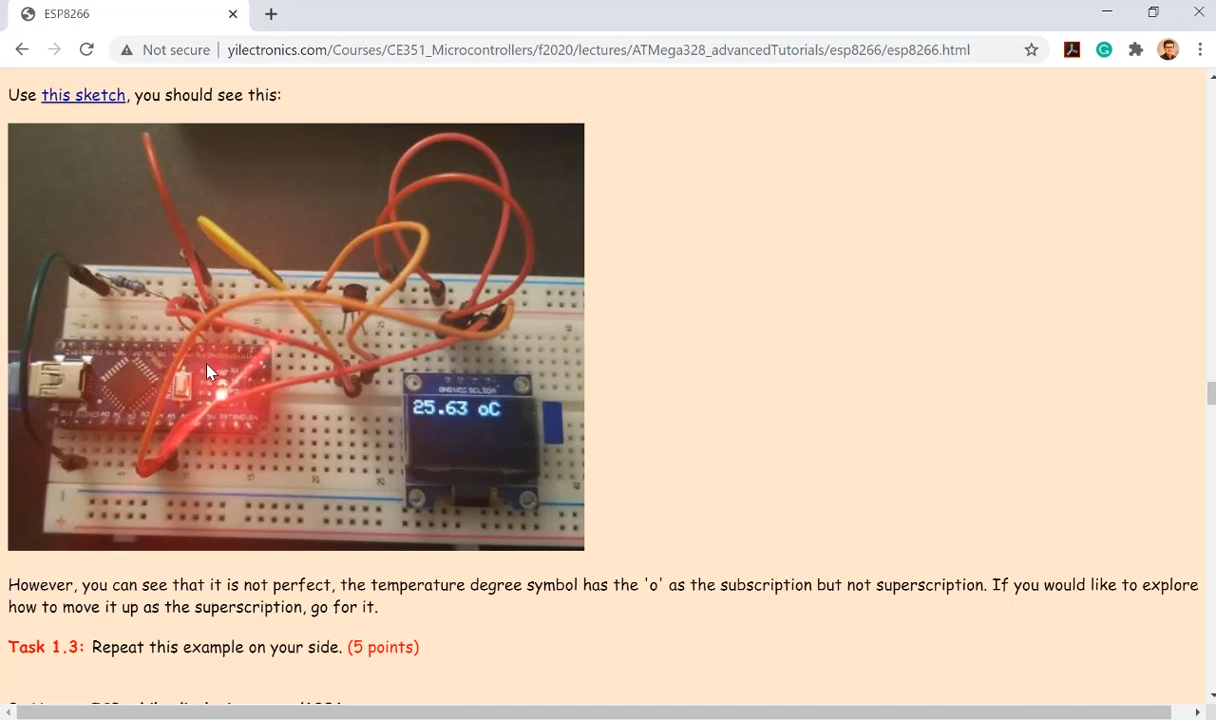 ESP8266
Not secure
yilectronics.com/Courses/CE351_Microcontrollers/f2020/lectures/ATMega328_advancedTutorials/esp8266/esp8266.html
Use this sketch, you should see this:
25.63 oC
However, you can see that it is not perfect, the temperature degree symbol has the 'o' as the subscription but not superscription. If you would like to explore
how to move it up as the superscription, go for it.
Task 1.3: Repeat this example on your side. (5 points)